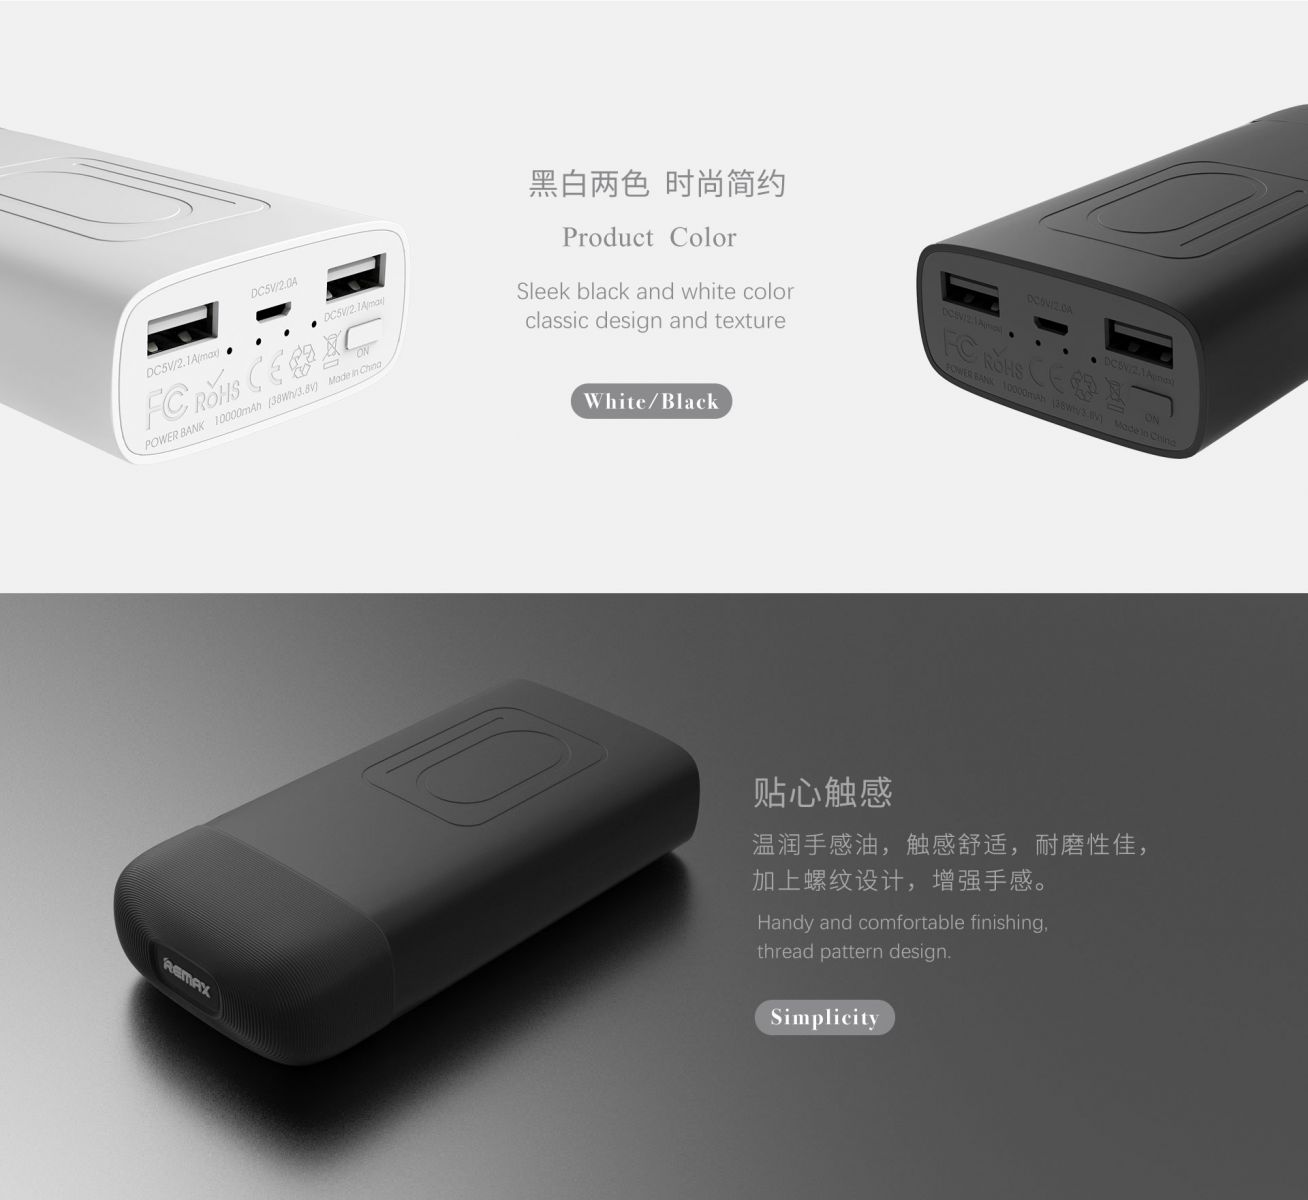 黑白两色 时尚简约
Product Color
Sleek black and white color
classic design and texture
White/Black
DC5V/2.0A
DC5V/2.1A(max)
DC5V/2.1A(max)
ON
FC RoHS CE
Made in China
POWER BANK 10000mAh (38Wh/3.8V)
DC5V/2.0A
DC5V/2.1A(max)
DC5V/2.1A(max)
FC RoHS CE
ON
POWER BANK 10000mAh (38Wh/3.8V)
Made in China
贴心触感
温润手感油，触感舒适，耐磨性佳，
加上螺纹设计，增强手感。
Handy and comfortable finishing,
thread pattern design.
Simplicity
REMAX